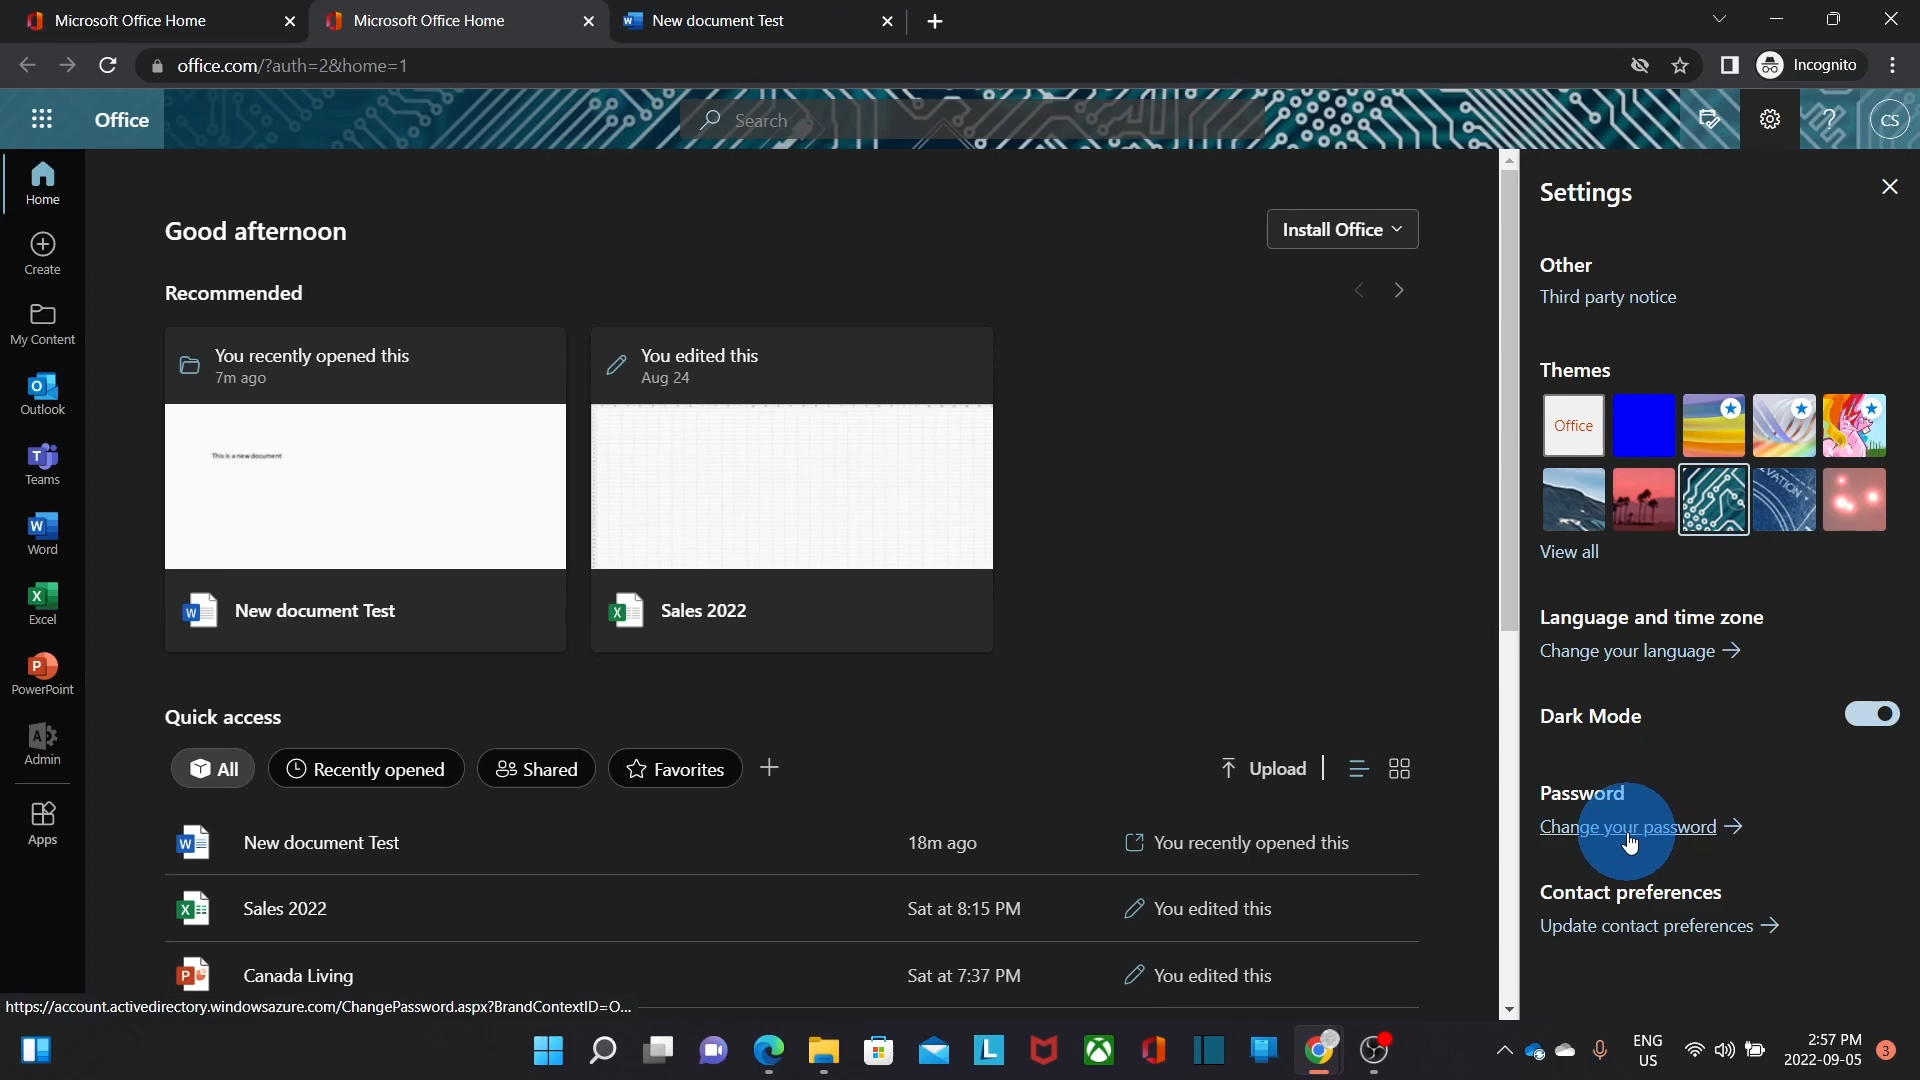 Microsoft Office Home
Microsoft Office Home
New document Test
office.com/?auth=2&home=1
Incognito
Office
Search
CS
Home
Create
My Content
Outlook
Teams
Word
Excel
PowerPoint
Admin
Apps
Good afternoon
Install Office
Recommended
You recently opened this
7m ago
This is a new document
New document Test
You edited this
Aug 24
Sales 2022
Quick access
All
Recently opened
Shared
Favorites
Upload
New document Test
18m ago
You recently opened this
Sales 2022
Sat at 8:15 PM
You edited this
Canada Living
Sat at 7:37 PM
You edited this
Settings
Other
Third party notice
Themes
Office
VATION
View all
Language and time zone
Change your language
Dark Mode
Password
Change your password
Contact preferences
Update contact preferences
https://account.activedirectory.windowsazure.com/ChangePassword.aspx?BrandContextID=O...
ENG
US
2:57 PM
2022-09-05
3